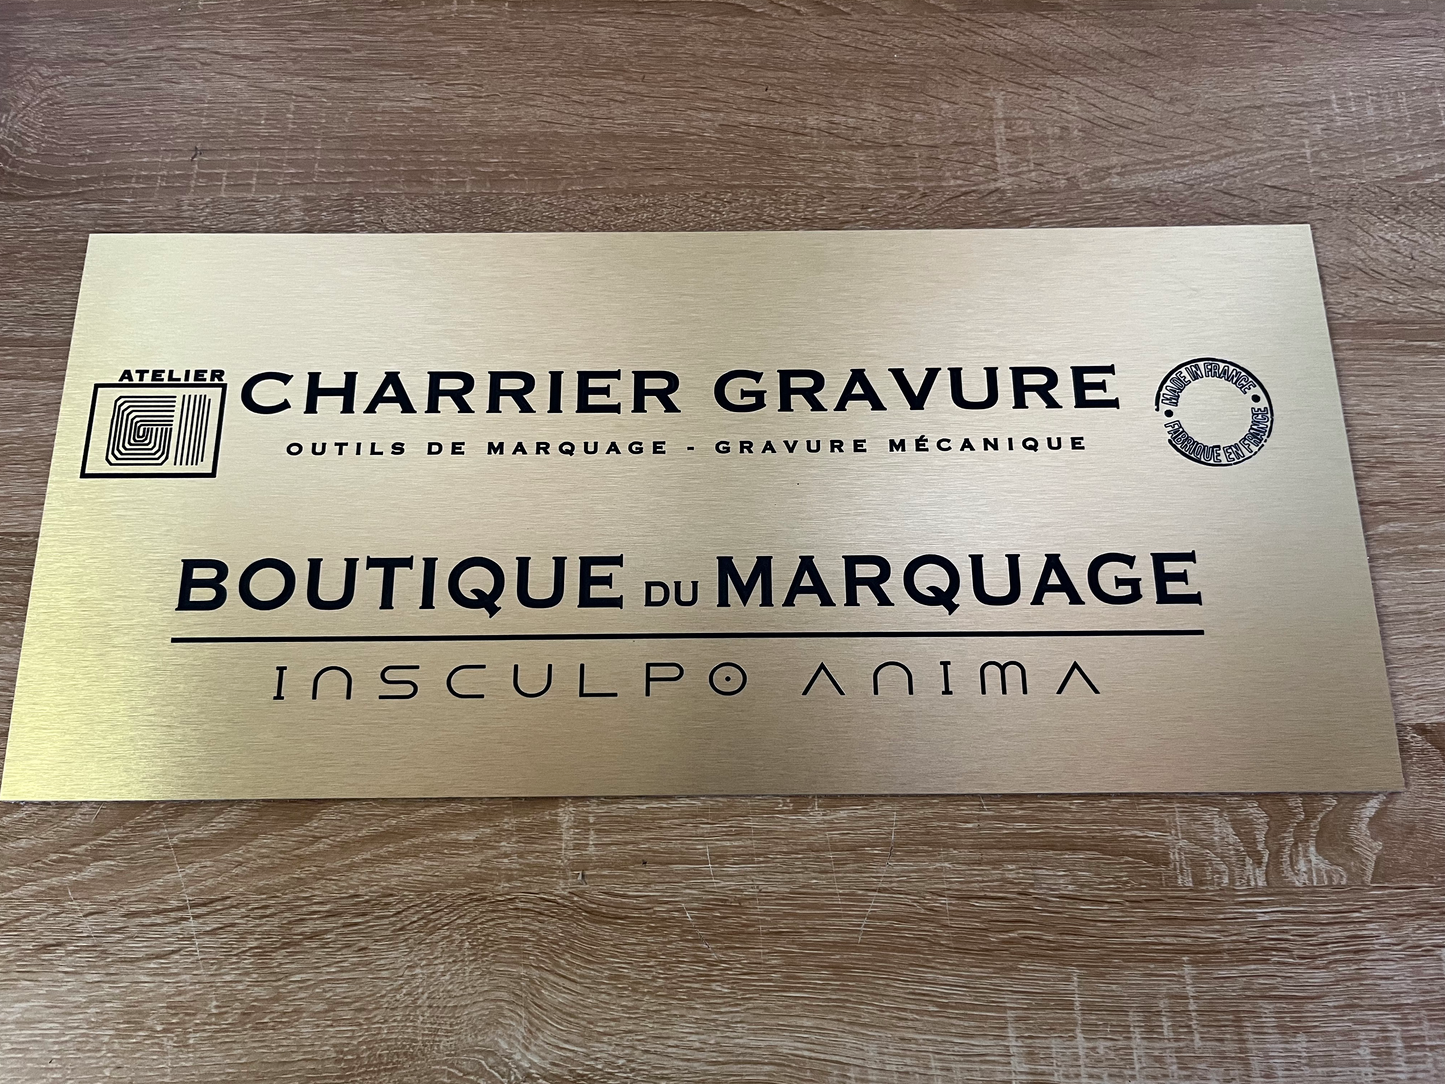 ATELIER
CHARRIER GRAVURE
OUTILS DE MARQUAGE - GRAVURE MÉCANIQUE
• MADE IN FRANCE •
FABRIQUE EN FRANCE
BOUTIQUE DU MARQUAGE
INSCULPO ANIMA